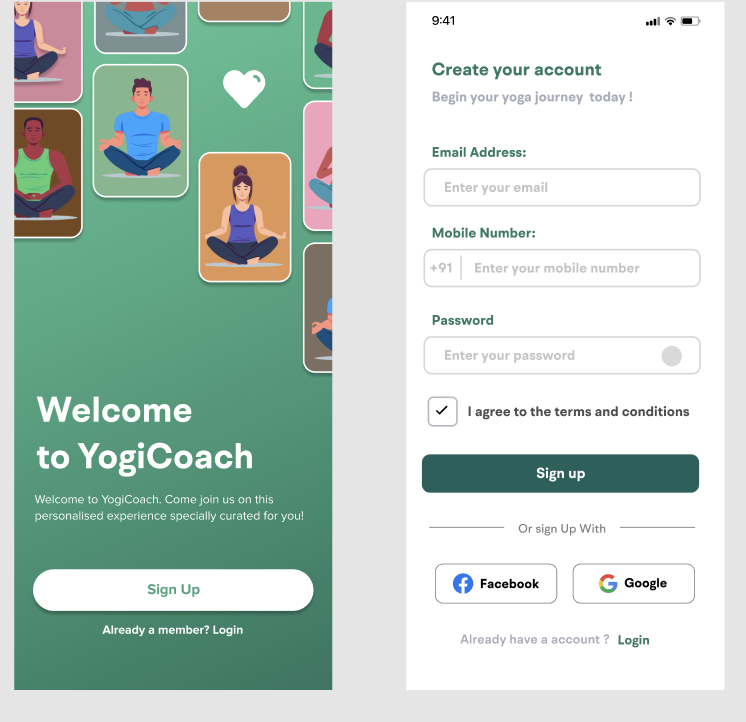 Welcome
to YogiCoach
Welcome to YogiCoach. Come join us on this
personalised experience specially curated for you!
Sign Up
Already a member? Login
9:41
Create your account
Begin your yoga journey today !
Email Address:
Enter your email
Mobile Number:
+91 Enter your mobile number
Password
Enter your password
I agree to the terms and conditions
Sign up
Or sign Up With
Facebook Google
Already have a account ? Login